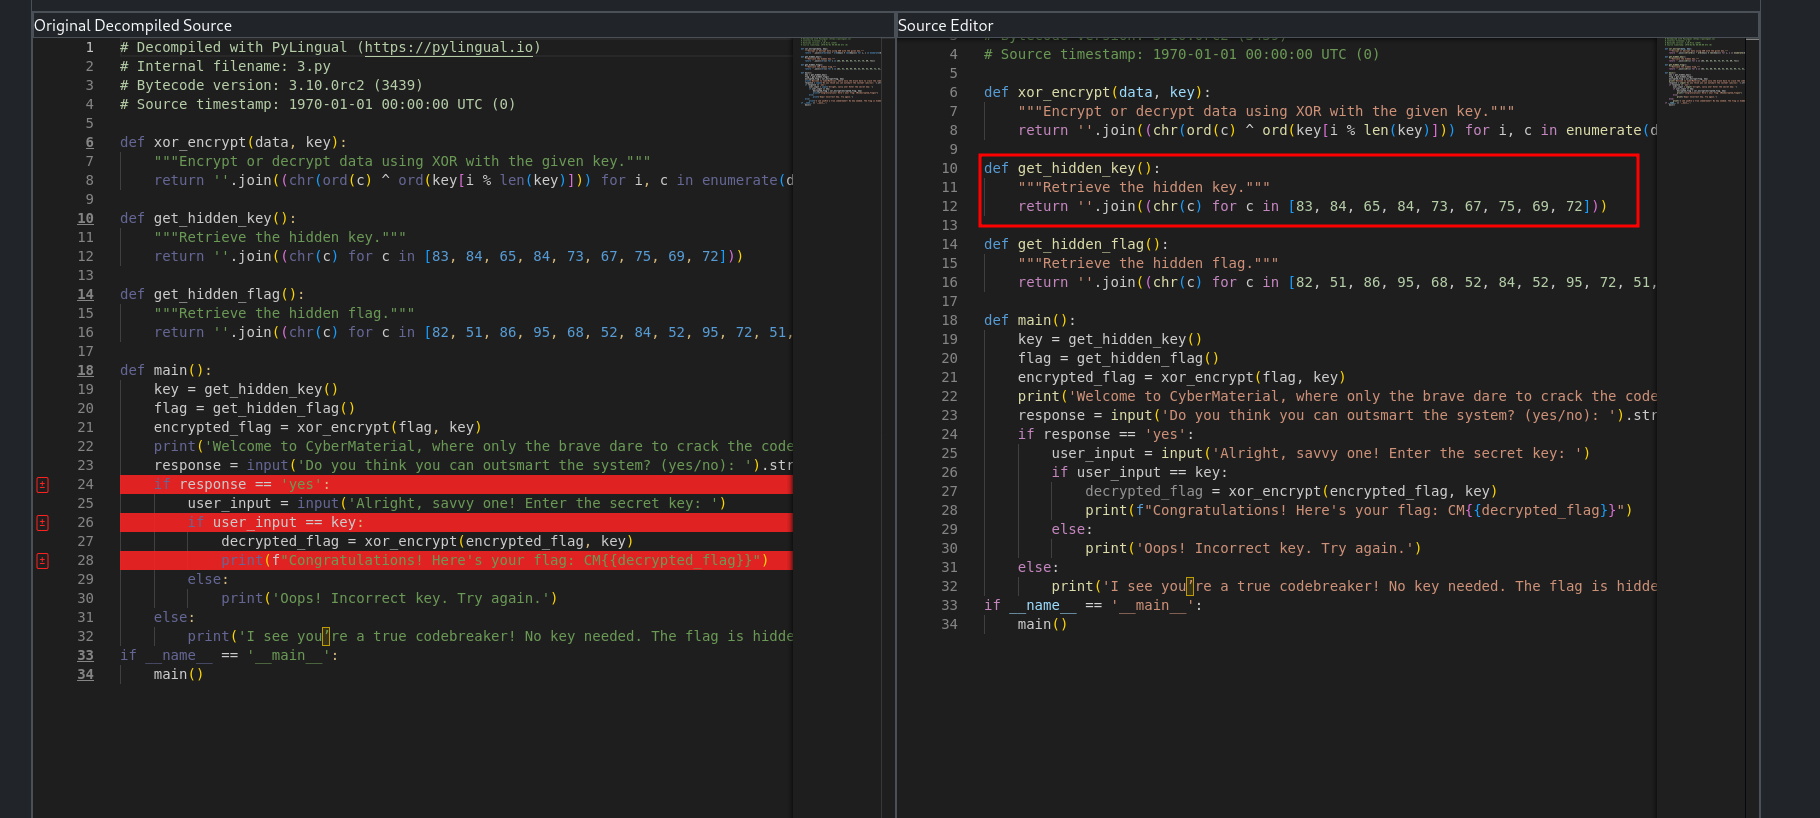 Original Decompiled Source
1 # Decompiled with PyLingual (https://pylingual.io)
2 # Internal filename: 3.py
3 # Bytecode version: 3.10.0rc2 (3439)
4 # Source timestamp: 1970-01-01 00:00:00 UTC (0)
5
6 def xor_encrypt(data, key):
7     """Encrypt or decrypt data using XOR with the given key."""
8     return ''.join((chr(ord(c) ^ ord(key[i % len(key)])) for i, c in enumerate(d
9
10 def get_hidden_key():
11     """Retrieve the hidden key."""
12     return ''.join((chr(c) for c in [83, 84, 65, 84, 73, 67, 75, 69, 72]))
13
14 def get_hidden_flag():
15     """Retrieve the hidden flag."""
16     return ''.join((chr(c) for c in [82, 51, 86, 95, 68, 52, 84, 52, 95, 72, 51,
17
18 def main():
19     key = get_hidden_key()
20     flag = get_hidden_flag()
21     encrypted_flag = xor_encrypt(flag, key)
22     print('Welcome to CyberMaterial, where only the brave dare to crack the code
23     response = input('Do you think you can outsmart the system? (yes/no): ').str
24     if response == 'yes':
25         user_input = input('Alright, savvy one! Enter the secret key: ')
26         if user_input == key:
27             decrypted_flag = xor_encrypt(encrypted_flag, key)
28             print(f"Congratulations! Here's your flag: CM{{decrypted_flag}}")
29         else:
30             print('Oops! Incorrect key. Try again.')
31     else:
32         print('I see you’re a true codebreaker! No key needed. The flag is hidde
33 if __name__ == '__main__':
34     main()
Source Editor
4 # Source timestamp: 1970-01-01 00:00:00 UTC (0)
5
6 def xor_encrypt(data, key):
7     """Encrypt or decrypt data using XOR with the given key."""
8     return ''.join((chr(ord(c) ^ ord(key[i % len(key)])) for i, c in enumerate(d
9
10 def get_hidden_key():
11     """Retrieve the hidden key."""
12     return ''.join((chr(c) for c in [83, 84, 65, 84, 73, 67, 75, 69, 72]))
13
14 def get_hidden_flag():
15     """Retrieve the hidden flag."""
16     return ''.join((chr(c) for c in [82, 51, 86, 95, 68, 52, 84, 52, 95, 72, 51,
17
18 def main():
19     key = get_hidden_key()
20     flag = get_hidden_flag()
21     encrypted_flag = xor_encrypt(flag, key)
22     print('Welcome to CyberMaterial, where only the brave dare to crack the code
23     response = input('Do you think you can outsmart the system? (yes/no): ').str
24     if response == 'yes':
25         user_input = input('Alright, savvy one! Enter the secret key: ')
26         if user_input == key:
27             decrypted_flag = xor_encrypt(encrypted_flag, key)
28             print(f"Congratulations! Here's your flag: CM{{decrypted_flag}}")
29         else:
30             print('Oops! Incorrect key. Try again.')
31     else:
32         print('I see you’re a true codebreaker! No key needed. The flag is hidde
33 if __name__ == '__main__':
34     main()